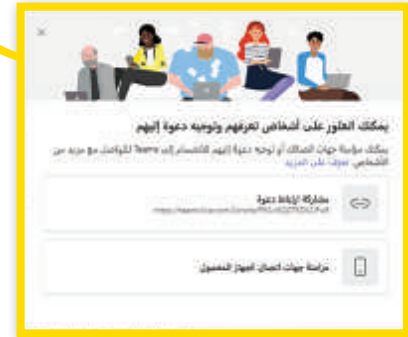 يمكنك العثور على أشخاص تعرفهم وتوجيه دعوة إليهم
يمكنك مزامنة جهات اتصالك أو توجيه دعوة إليهم للانضمام إلى Teams للتواصل مع مزيد من
الأشخاص. تعرف على المزيد
مشاركة ارتباط دعوة
مزامنة جهات اتصال الجهاز المحمول